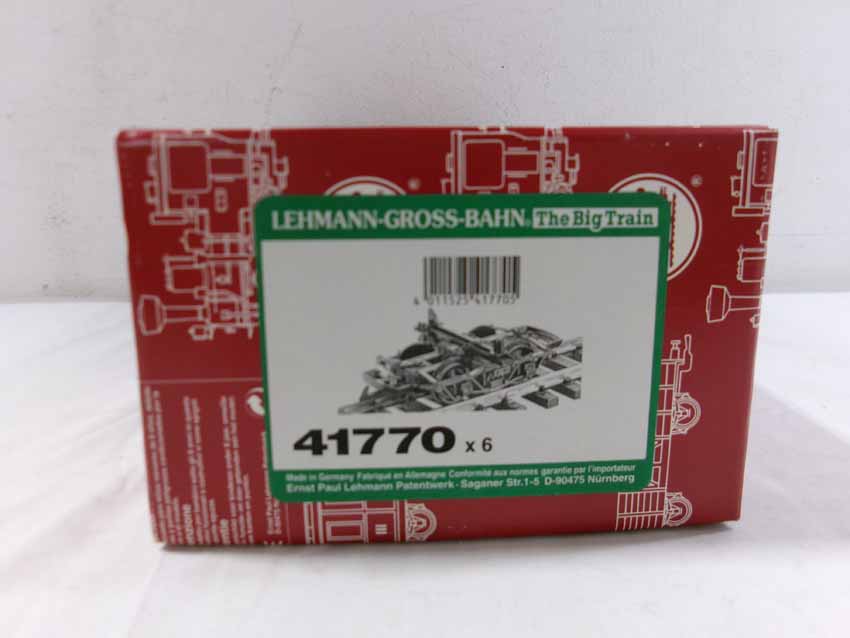 LEHMANN-GROSS-BAHN® The Big Train
4 011525 417705
41770 x 6
Made in Germany Fabriqué en Allemagne Conformité aux normes garantie par l'importateur
Ernst Paul Lehmann Patentwerk · Saganer Str.1-5 D-90475 Nürnberg